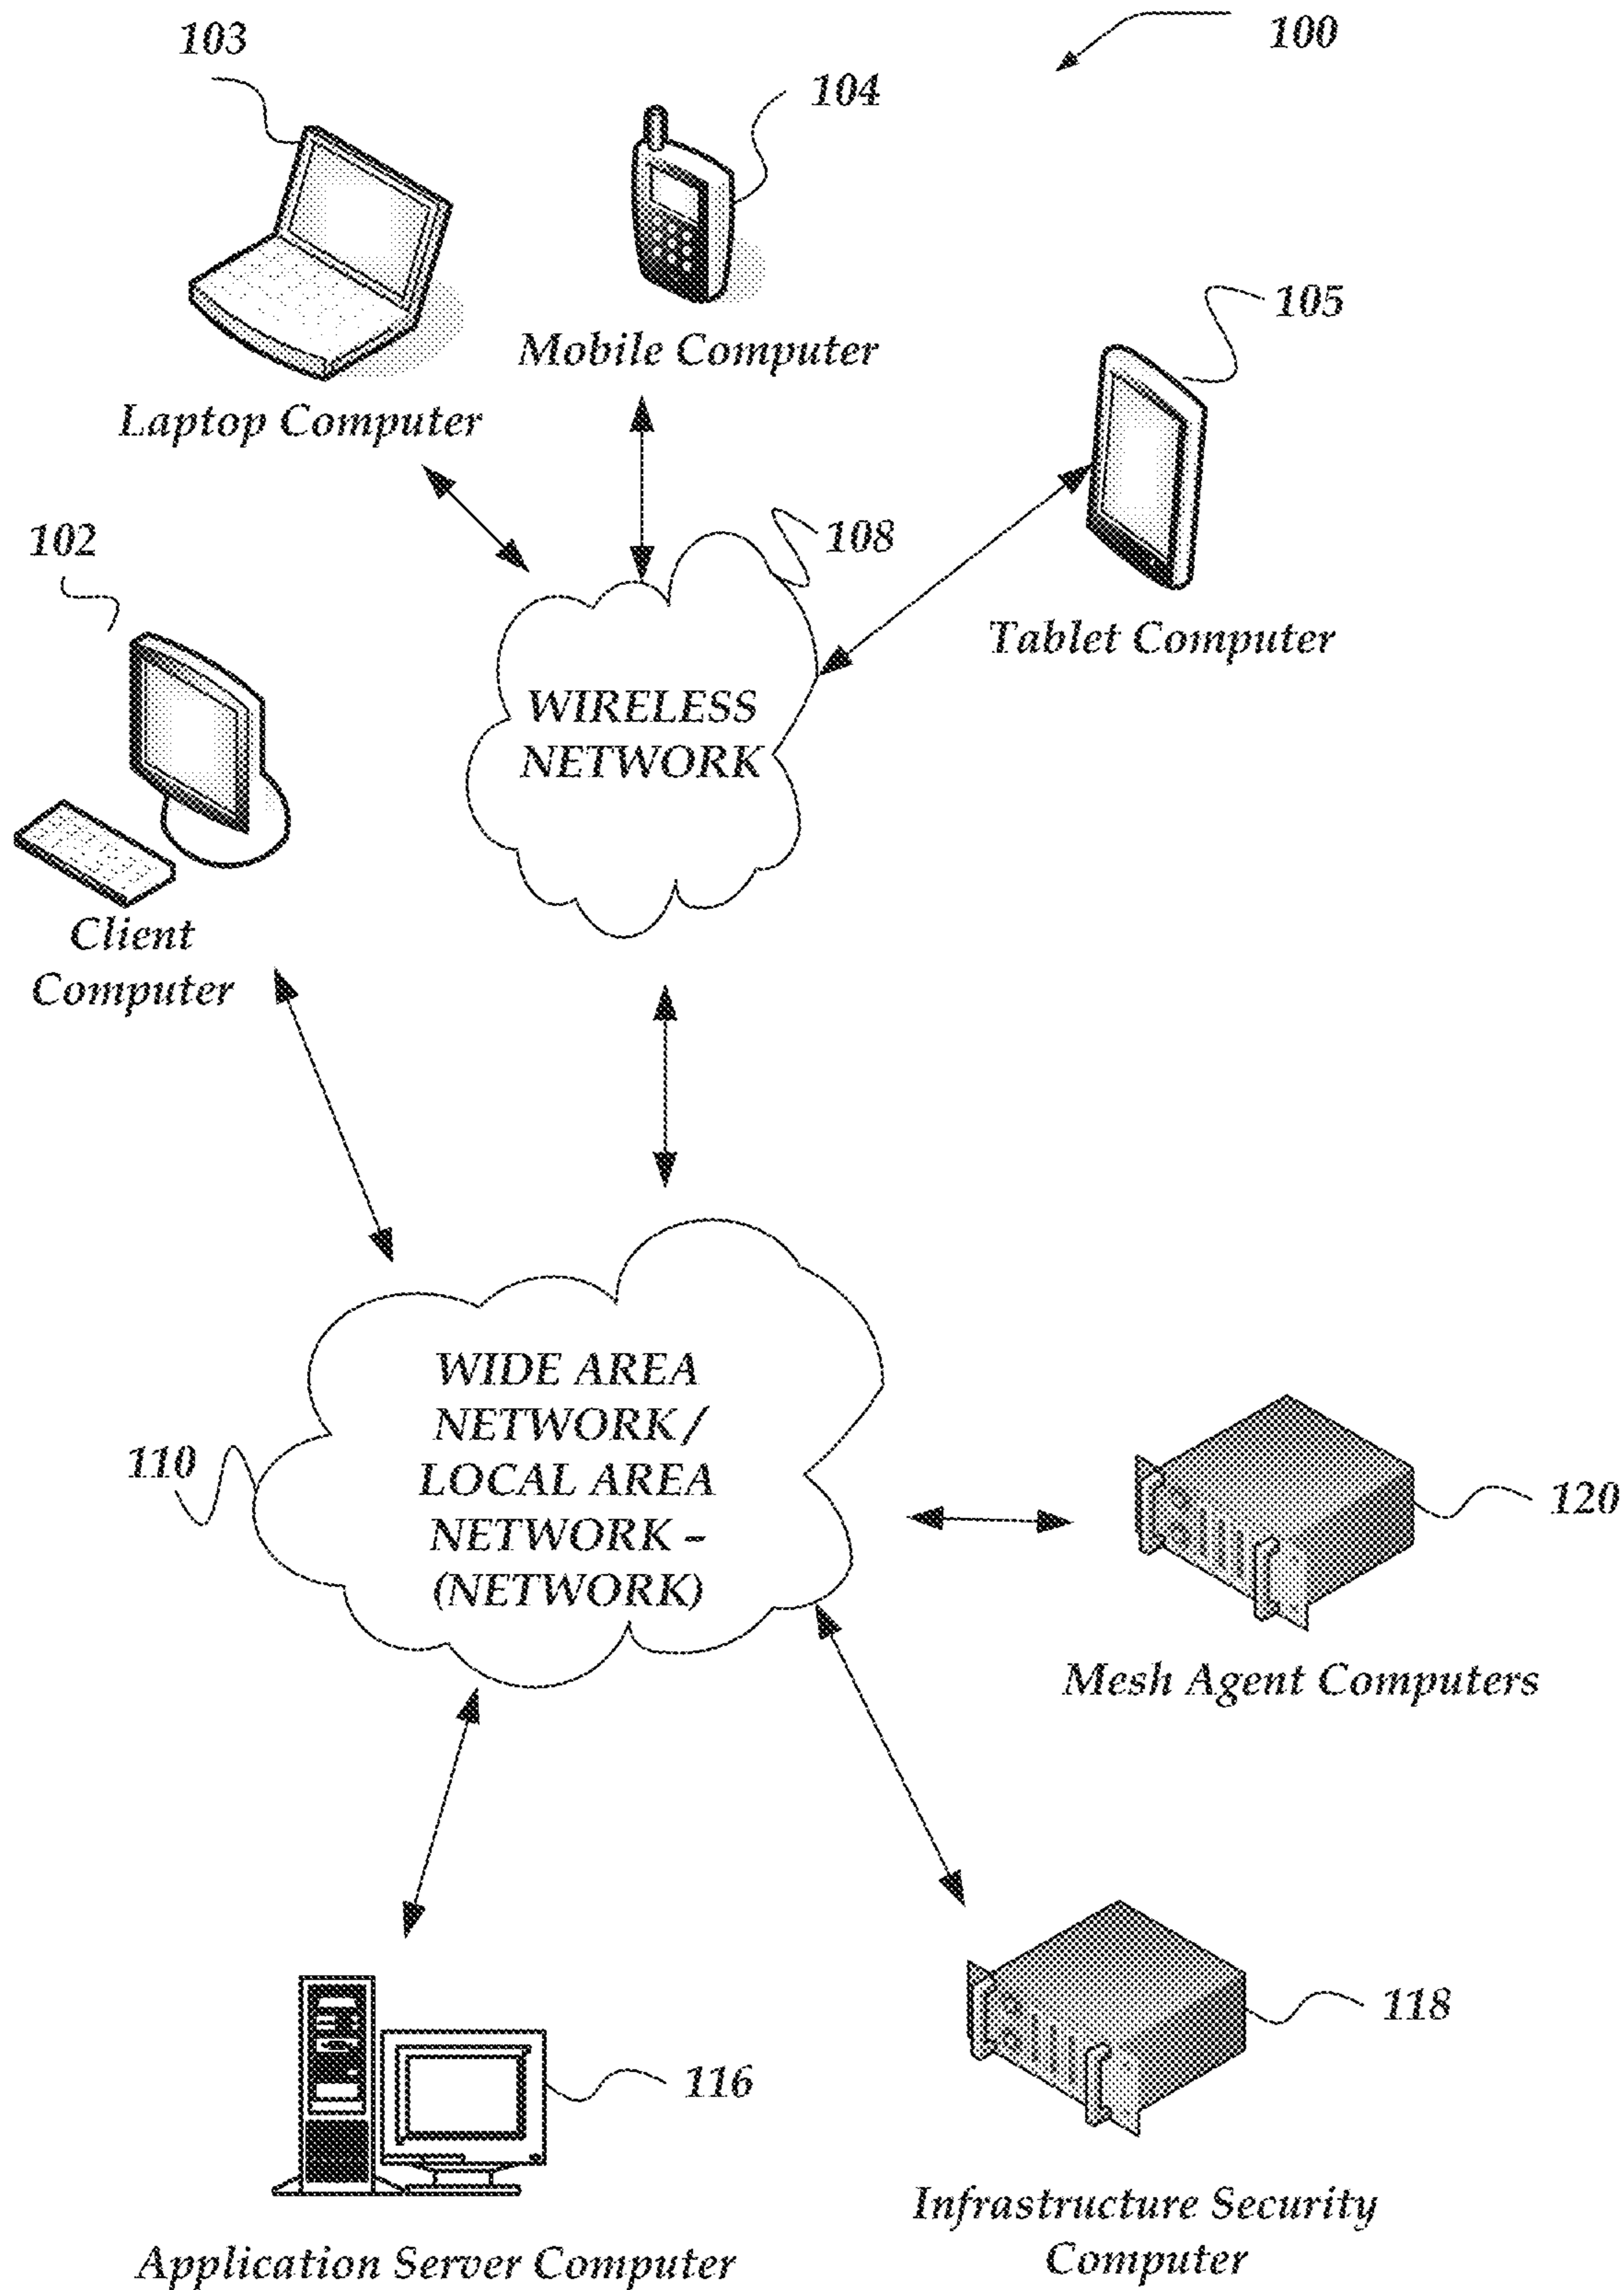 103
100
104
105
Mobile Computer
Laptop Computer
102
108
Tablet Computer
WIRELESS
NETWORK
Client
Computer
WIDE AREA
NETWORK /
LOCAL AREA
NETWORK –
(NETWORK)
110
120
Mesh Agent Computers
118
116
Infrastructure Security
Computer
Application Server Computer